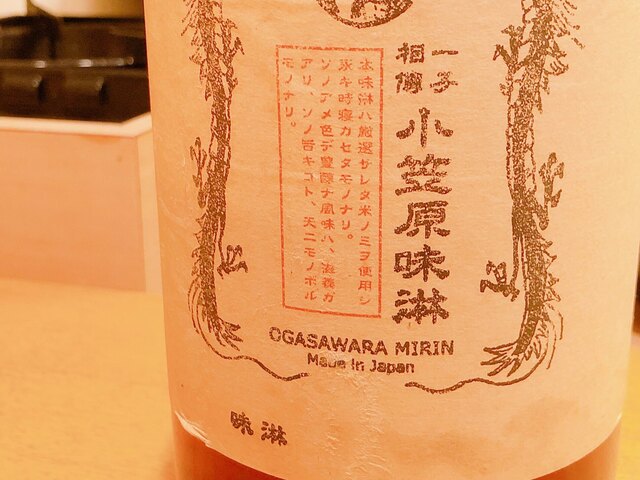 一子
相傳
小笠原味淋
本味淋ハ厳選サレタ米ノミヲ使用シ
永キ時寝カセタモノナリ。
ソノアメ色デ豊醇ナ風味ハ、滋養ガ
アリ、ソノ旨キコト、天ニモノボル
モノナリ。
OGASAWARA MIRIN
Made in Japan
味淋